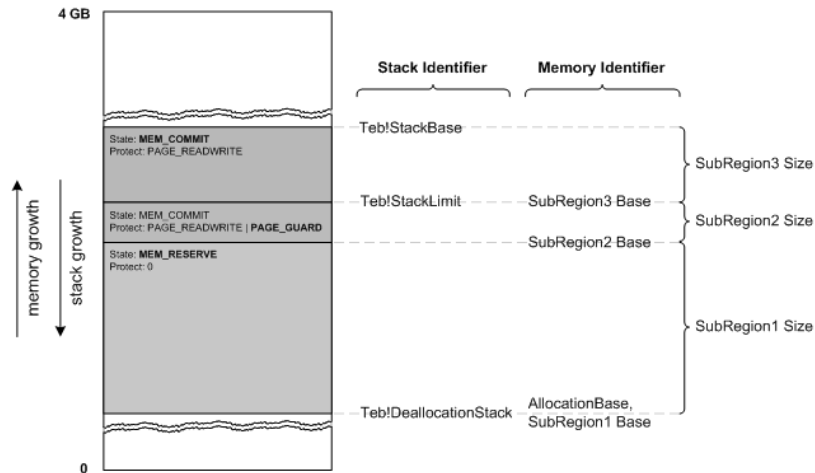 4 GB
Stack Identifier
Memory Identifier
Teb!StackBase
State: MEM_COMMIT
Protect: PAGE_READWRITE
SubRegion3 Size
Teb!StackLimit
SubRegion3 Base
State: MEM_COMMIT
Protect: PAGE_READWRITE | PAGE_GUARD
SubRegion2 Size
SubRegion2 Base
State: MEM_RESERVE
Protect: 0
memory growth
stack growth
SubRegion1 Size
Teb!DeallocationStack
AllocationBase,
SubRegion1 Base
0